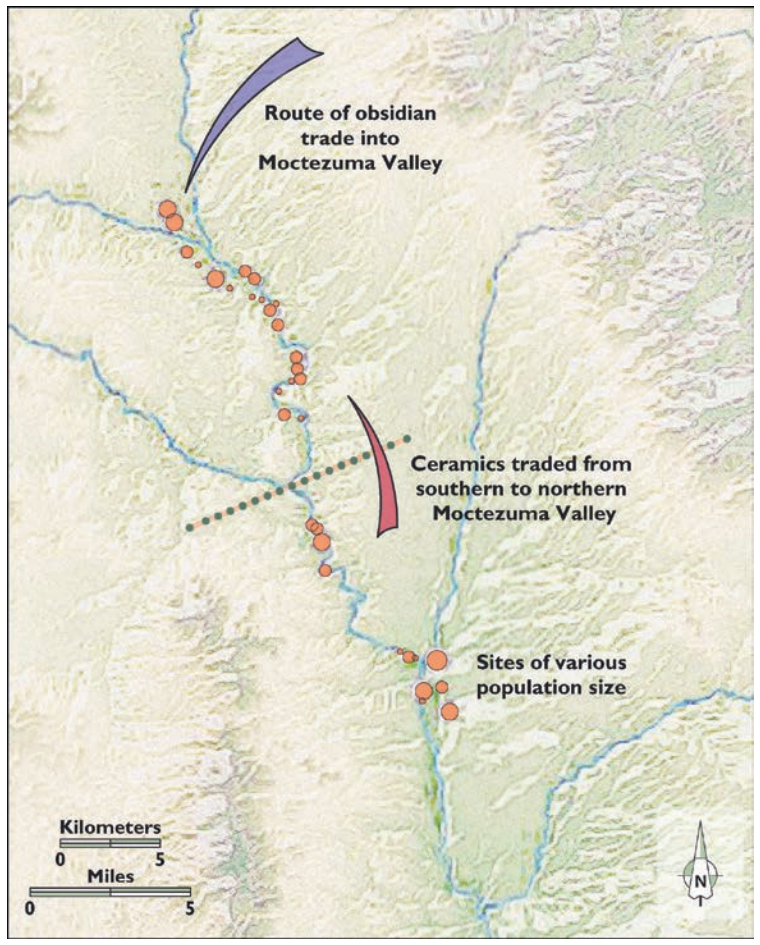 Route of obsidian
trade into
Moctezuma Valley
Ceramics traded from
southern to northern
Moctezuma Valley
Sites of various
population size
Kilometers
0 5
Miles
0 5
N